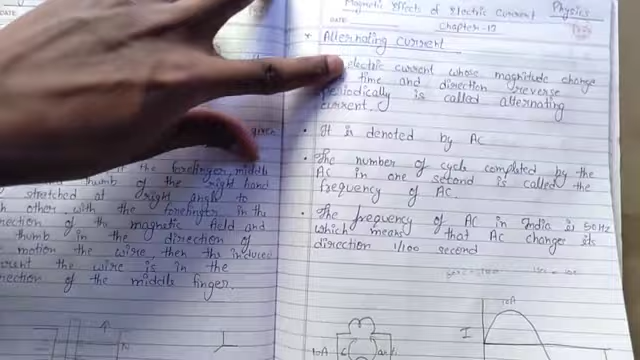 Magnetic Effects of Electric Current Physics
DATE
Chapter-13
* Alternating current
electric current whose magnitude change
time and direction reverse
periodically is called alternating
current.
• It is denoted by AC
• The number of cycle completed by the
AC in one second is called the
frequency of AC.
• The frequency of AC in India is 50Hz
which means that AC changes its
direction 1/100 second
given
the forefinger, middle
thumb of the right hand
stretched at right angle to
other with the forefinger in the
of the magnetic field and
thumb in the direction of
motion the wire, then the induced
the wire is in the
of the middle finger.
N
10A
I
10A